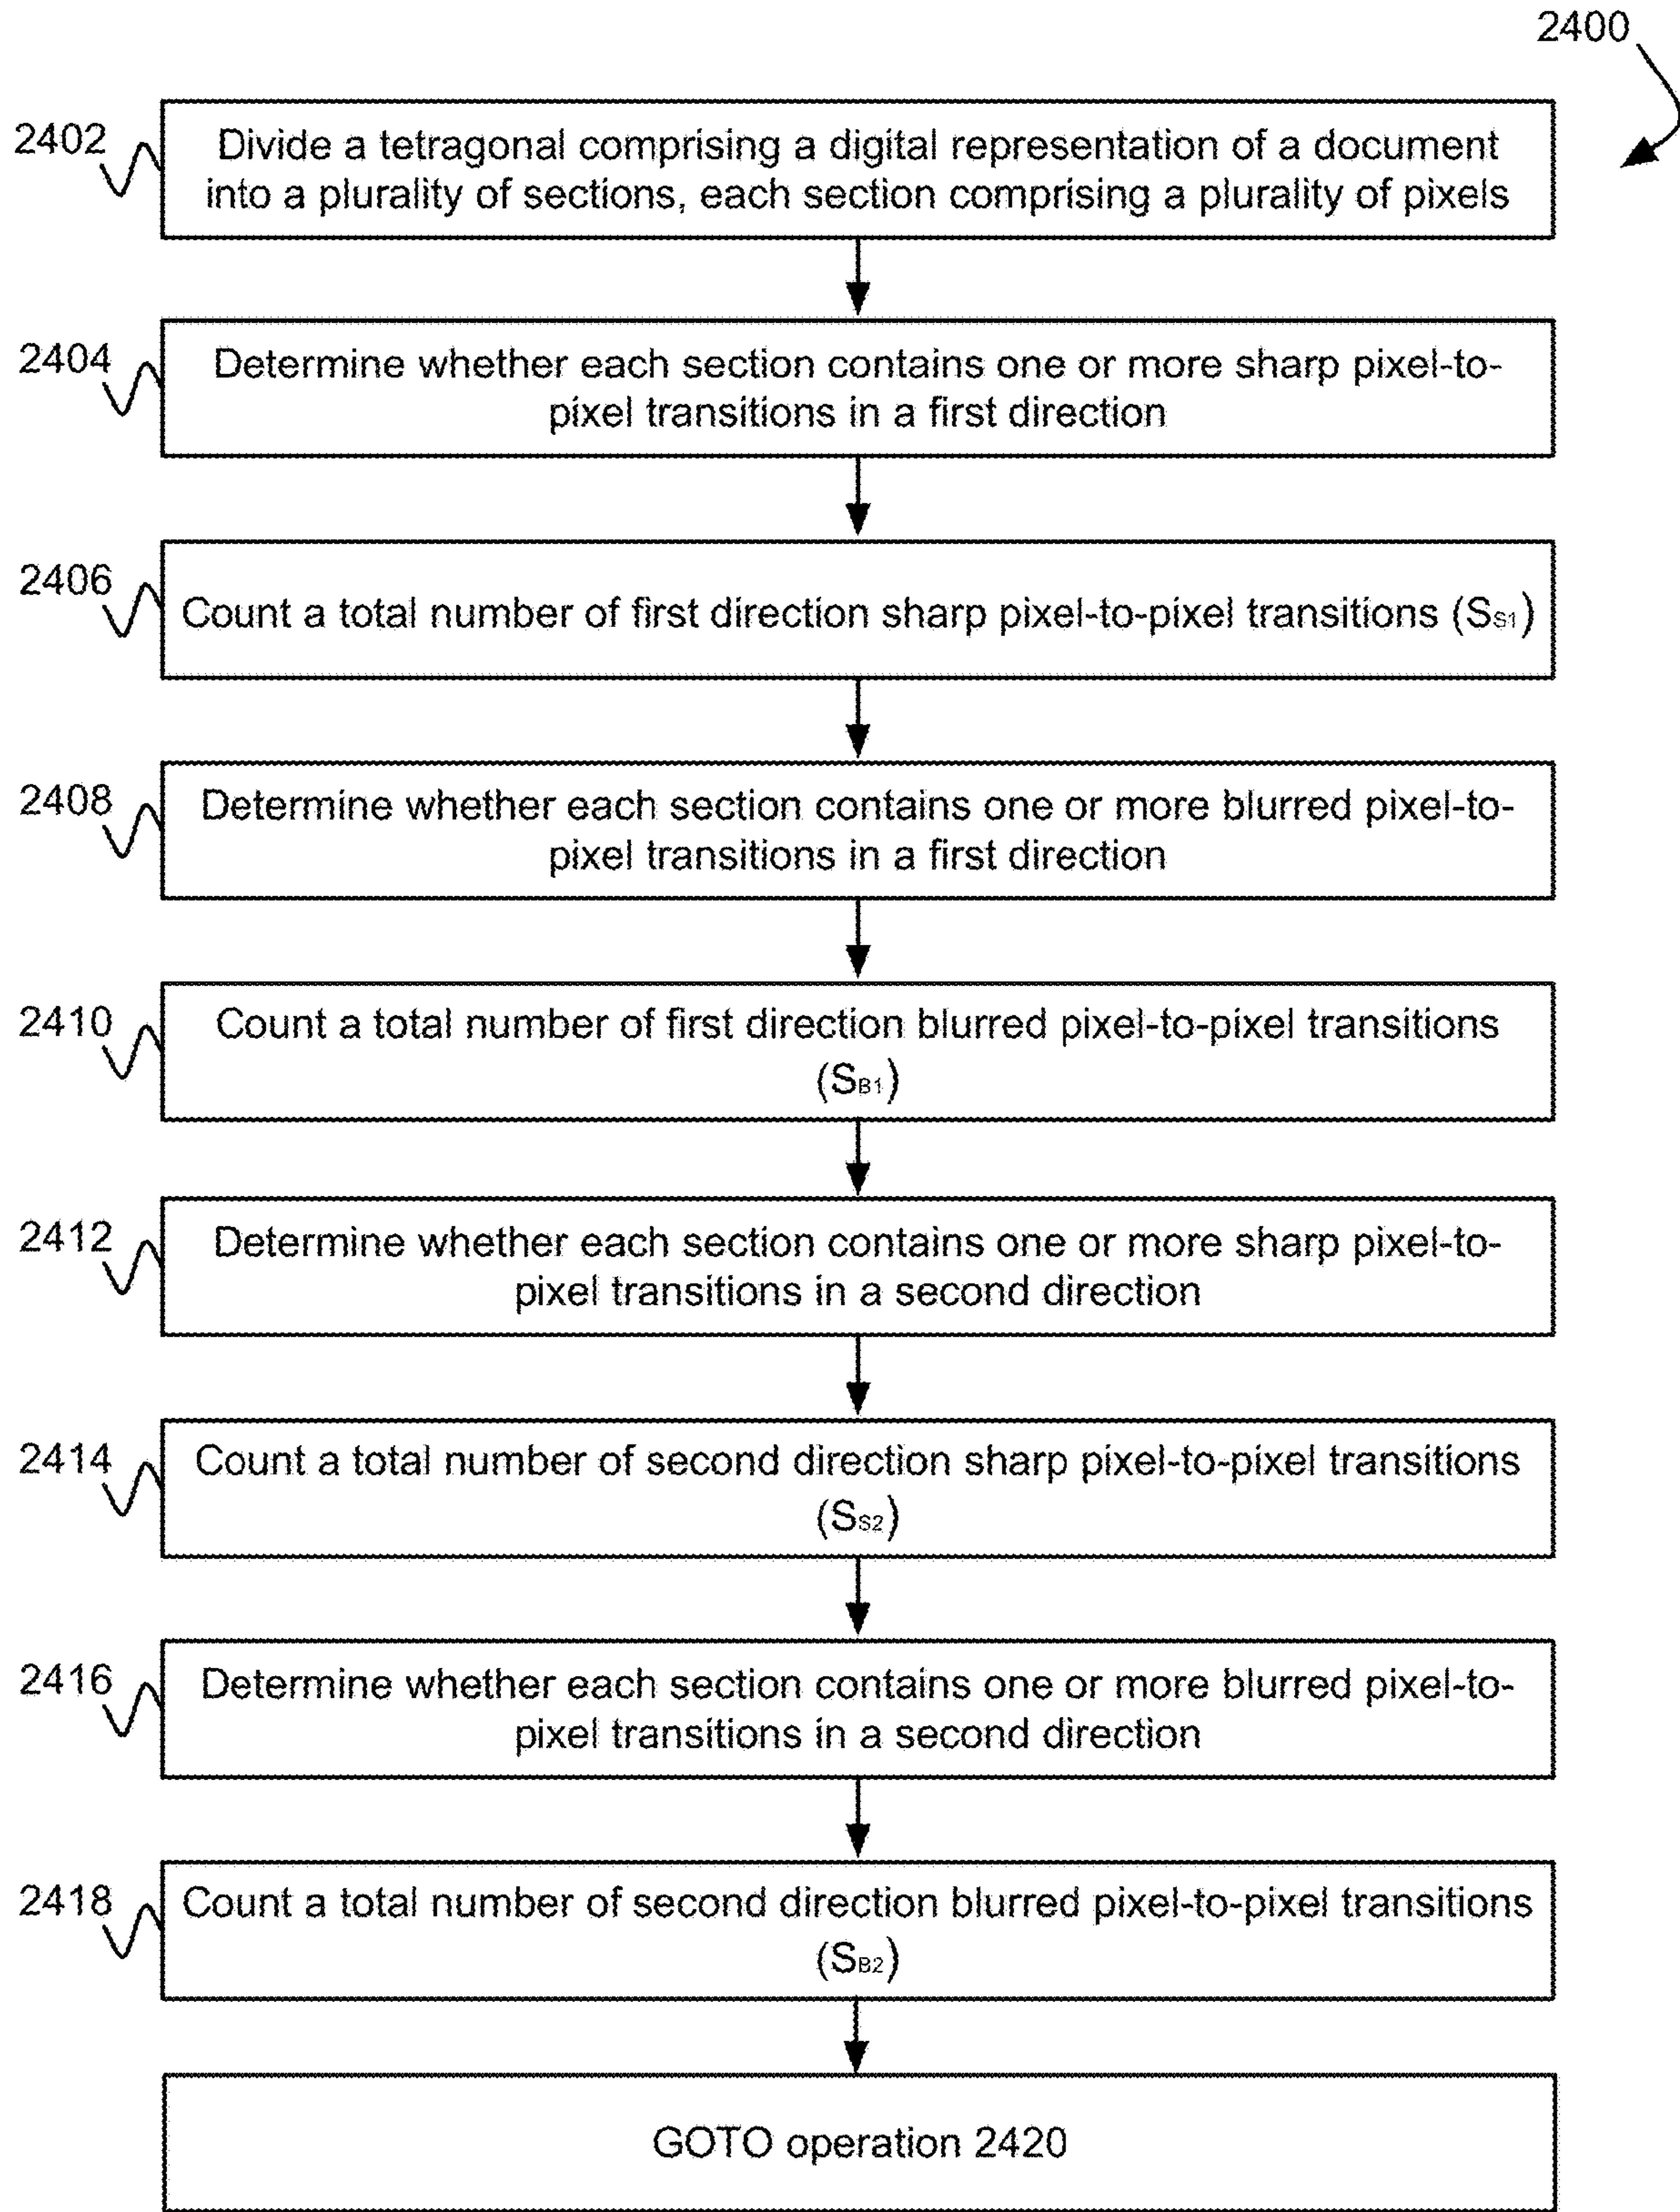 2400
2402
Divide a tetragonal comprising a digital representation of a document
into a plurality of sections, each section comprising a plurality of pixels
2404
Determine whether each section contains one or more sharp pixel-to-
pixel transitions in a first direction
2406
Count a total number of first direction sharp pixel-to-pixel transitions (SS1)
2408
Determine whether each section contains one or more blurred pixel-to-
pixel transitions in a first direction
2410
Count a total number of first direction blurred pixel-to-pixel transitions
(SB1)
2412
Determine whether each section contains one or more sharp pixel-to-
pixel transitions in a second direction
2414
Count a total number of second direction sharp pixel-to-pixel transitions
(SS2)
2416
Determine whether each section contains one or more blurred pixel-to-
pixel transitions in a second direction
2418
Count a total number of second direction blurred pixel-to-pixel transitions
(SB2)
GOTO operation 2420